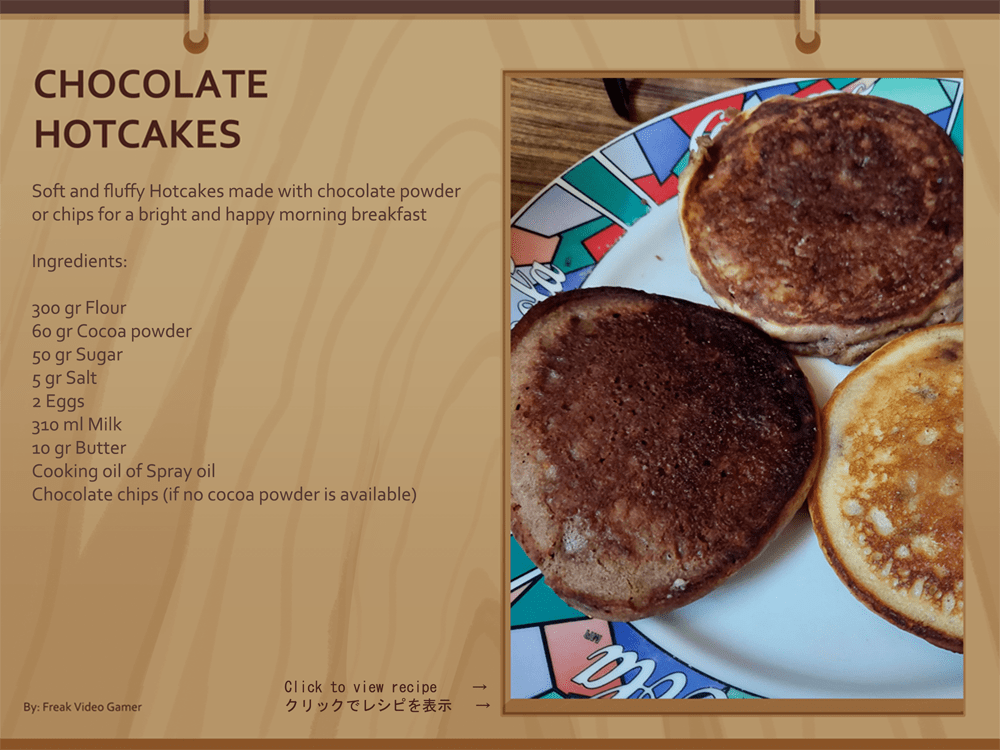 CHOCOLATE
HOTCAKES
Soft and fluffy Hotcakes made with chocolate powder
or chips for a bright and happy morning breakfast
Ingredients:
300 gr Flour
60 gr Cocoa powder
50 gr Sugar
5 gr Salt
2 Eggs
310 ml Milk
10 gr Butter
Cooking oil of Spray oil
Chocolate chips (if no cocoa powder is available)
Click to view recipe →
クリックでレシピを表示 →
By: Freak Video Gamer